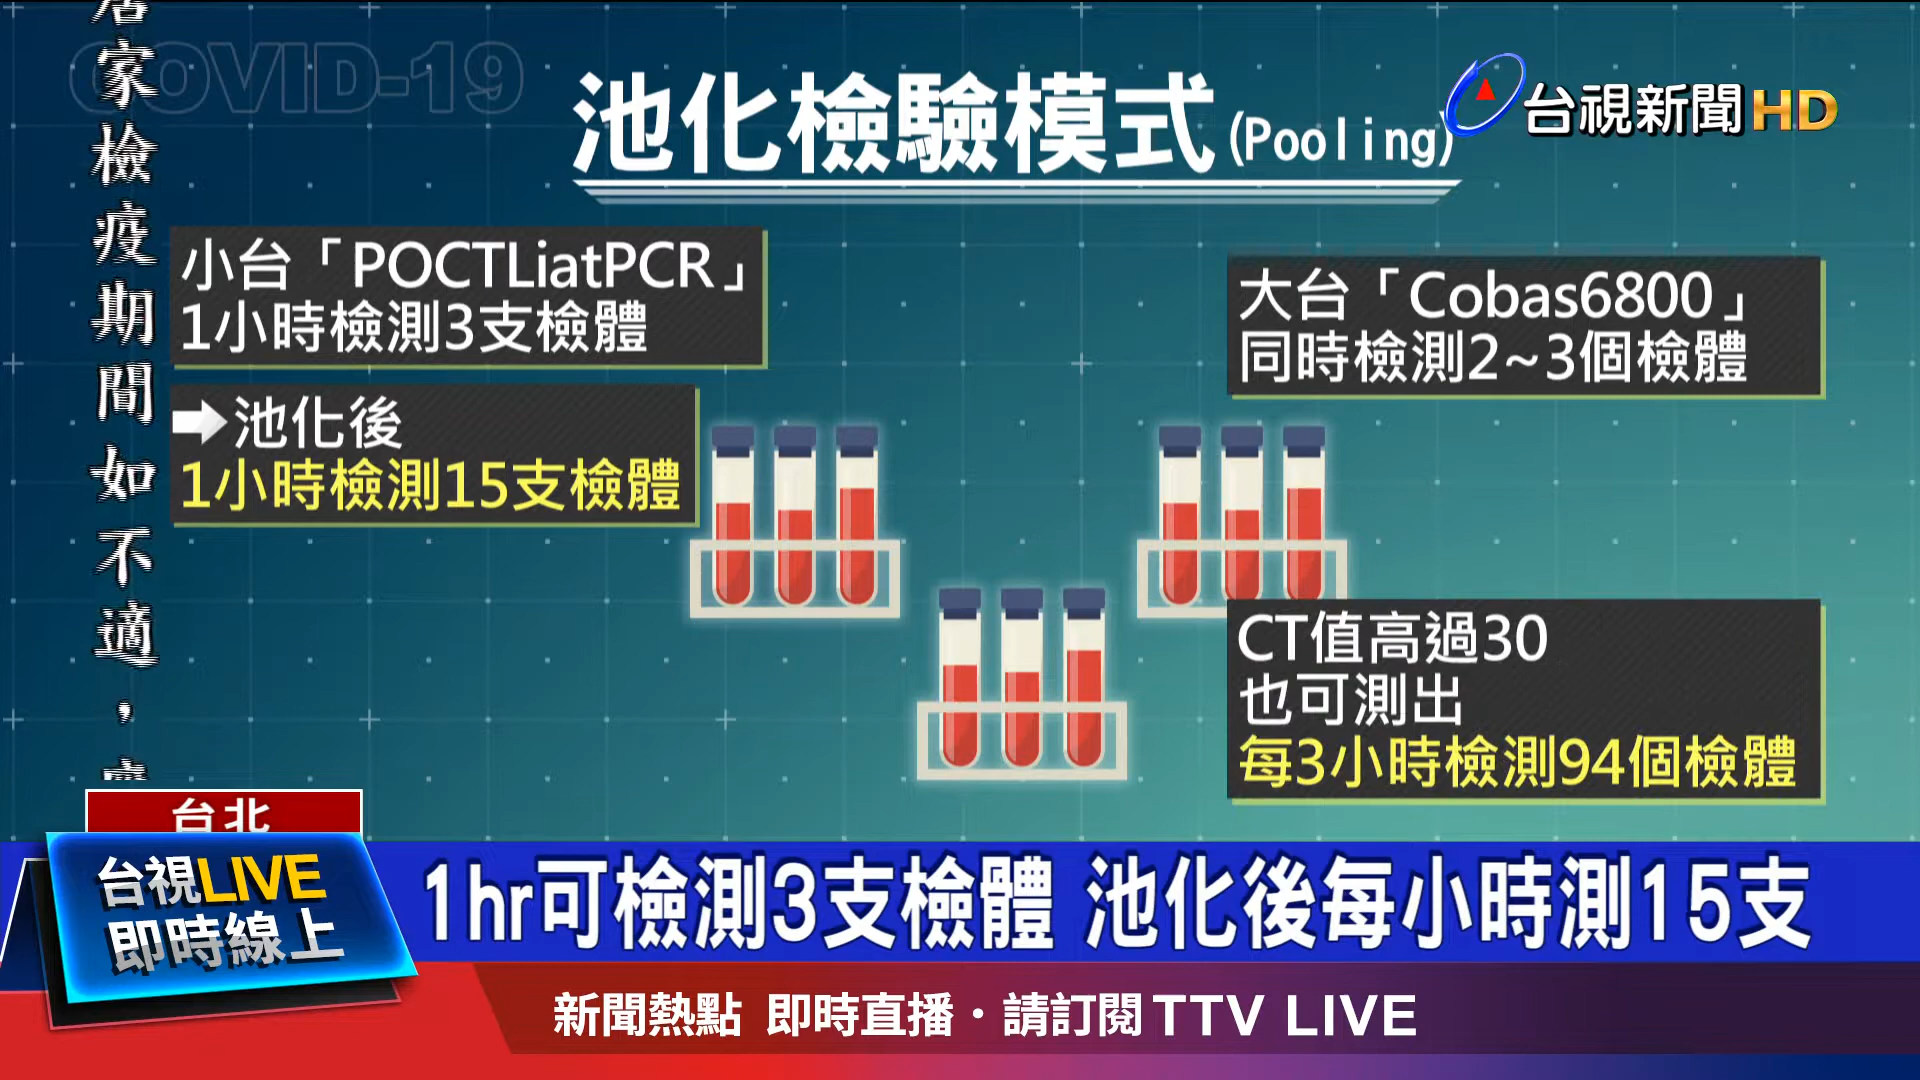 COVID-19
池化檢驗模式(Pooling)
台視新聞HD
家檢疫期間如不適，
小台「POCTLiatPCR」
1小時檢測3支檢體
池化後
1小時檢測15支檢體
大台「Cobas6800」
同時檢測2~3個檢體
CT值高過30
也可測出
每3小時檢測94個檢體
台北
台視LIVE
即時線上
1hr可檢測3支檢體 池化後每小時測15支
新聞熱點 即時直播・請訂閱TTV LIVE